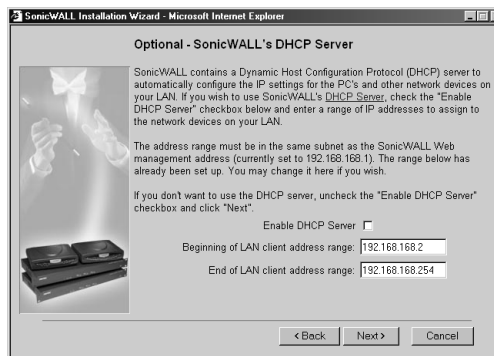 SonicWALL Installation Wizard - Microsoft Internet Explorer
Optional - SonicWALL's DHCP Server
SonicWALL contains a Dynamic Host Configuration Protocol (DHCP) server to
automatically configure the IP settings for the PC's and other network devices on
your LAN. If you wish to use SonicWALL's DHCP Server, check the "Enable
DHCP Server" checkbox below and enter a range of IP addresses to assign to
the network devices on your LAN.
The address range must be in the same subnet as the SonicWALL Web
management address (currently set to 192.168.168.1). The range below has
already been set up. You may change it here if you wish.
If you don't want to use the DHCP server, uncheck the "Enable DHCP Server"
checkbox and click "Next".
Enable DHCP Server
Beginning of LAN client address range: 192.168.168.2
End of LAN client address range: 192.168.168.254
< Back Next > Cancel